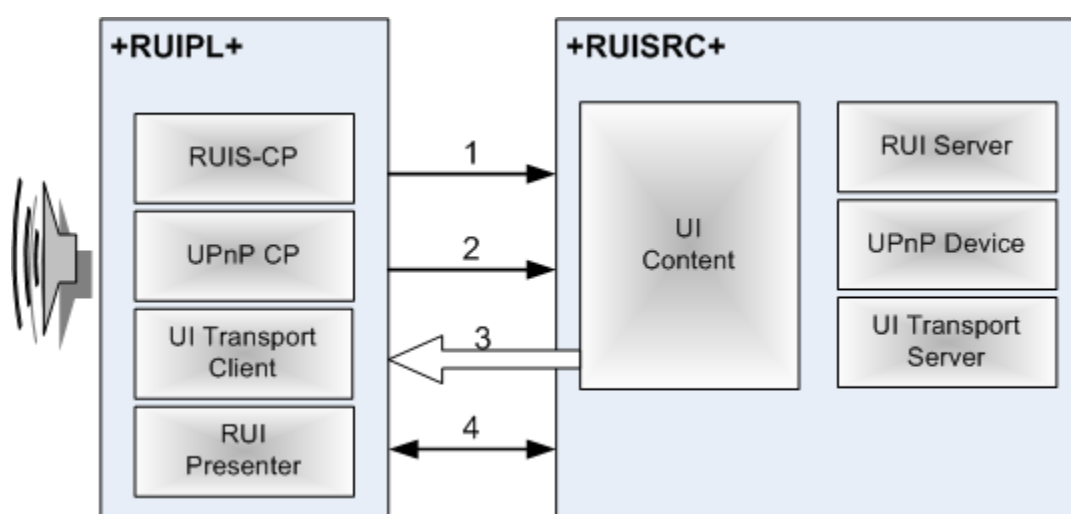 +RUIPL+
RUIS-CP
UPnP CP
UI Transport
Client
RUI
Presenter
1
2
3
4
+RUISRC+
UI
Content
RUI Server
UPnP Device
UI Transport
Server